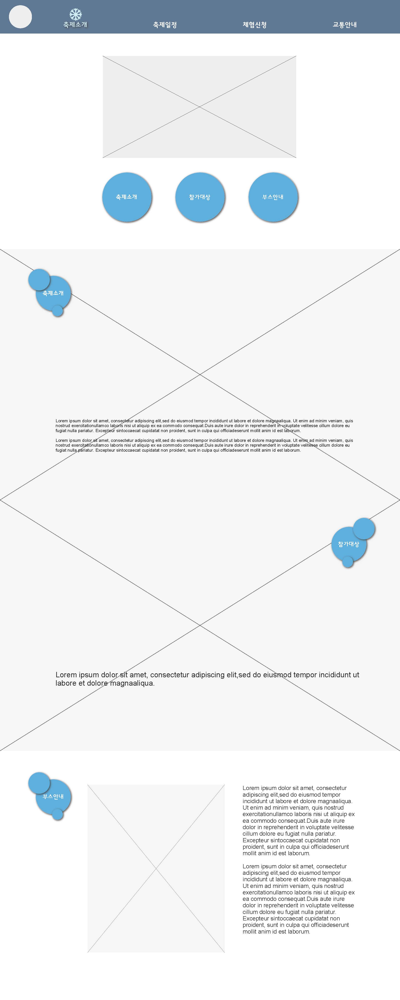 축제소개
축제일정
체험신청
교통안내
축제소개
참가대상
부스안내
축제소개
Lorem ipsum dolor sit amet, consectetur adipiscing elit,sed do eiusmod tempor incididunt ut labore et dolore magnaaliqua. Ut enim ad minim veniam, quis
nostrud exercitationullamco laboris nisi ut aliquip ex ea commodo consequat.Duis aute irure dolor in reprehenderit in voluptate velitesse cillum dolore eu
fugiat nulla pariatur. Excepteur sintoccaecat cupidatat non proident, sunt in culpa qui officiadeserunt mollit anim id est laborum.
Lorem ipsum dolor sit amet, consectetur adipiscing elit,sed do eiusmod tempor incididunt ut labore et dolore magnaaliqua. Ut enim ad minim veniam, quis
nostrud exercitationullamco laboris nisi ut aliquip ex ea commodo consequat.Duis aute irure dolor in reprehenderit in voluptate velitesse cillum dolore eu
fugiat nulla pariatur. Excepteur sintoccaecat cupidatat non proident, sunt in culpa qui officiadeserunt mollit anim id est laborum.
참가대상
Lorem ipsum dolor sit amet, consectetur adipiscing elit,sed do eiusmod tempor incididunt ut
labore et dolore magnaaliqua.
부스안내
Lorem ipsum dolor sit amet, consectetur
adipiscing elit,sed do eiusmod tempor
incididunt ut labore et dolore magnaaliqua.
Ut enim ad minim veniam, quis nostrud
exercitationullamco laboris nisi ut aliquip ex
ea commodo consequat.Duis aute irure
dolor in reprehenderit in voluptate velitesse
cillum dolore eu fugiat nulla pariatur.
Excepteur sintoccaecat cupidatat non
proident, sunt in culpa qui officiadeserunt
mollit anim id est laborum.
Lorem ipsum dolor sit amet, consectetur
adipiscing elit,sed do eiusmod tempor
incididunt ut labore et dolore magnaaliqua.
Ut enim ad minim veniam, quis nostrud
exercitationullamco laboris nisi ut aliquip ex
ea commodo consequat.Duis aute irure
dolor in reprehenderit in voluptate velitesse
cillum dolore eu fugiat nulla pariatur.
Excepteur sintoccaecat cupidatat non
proident, sunt in culpa qui officiadeserunt
mollit anim id est laborum.